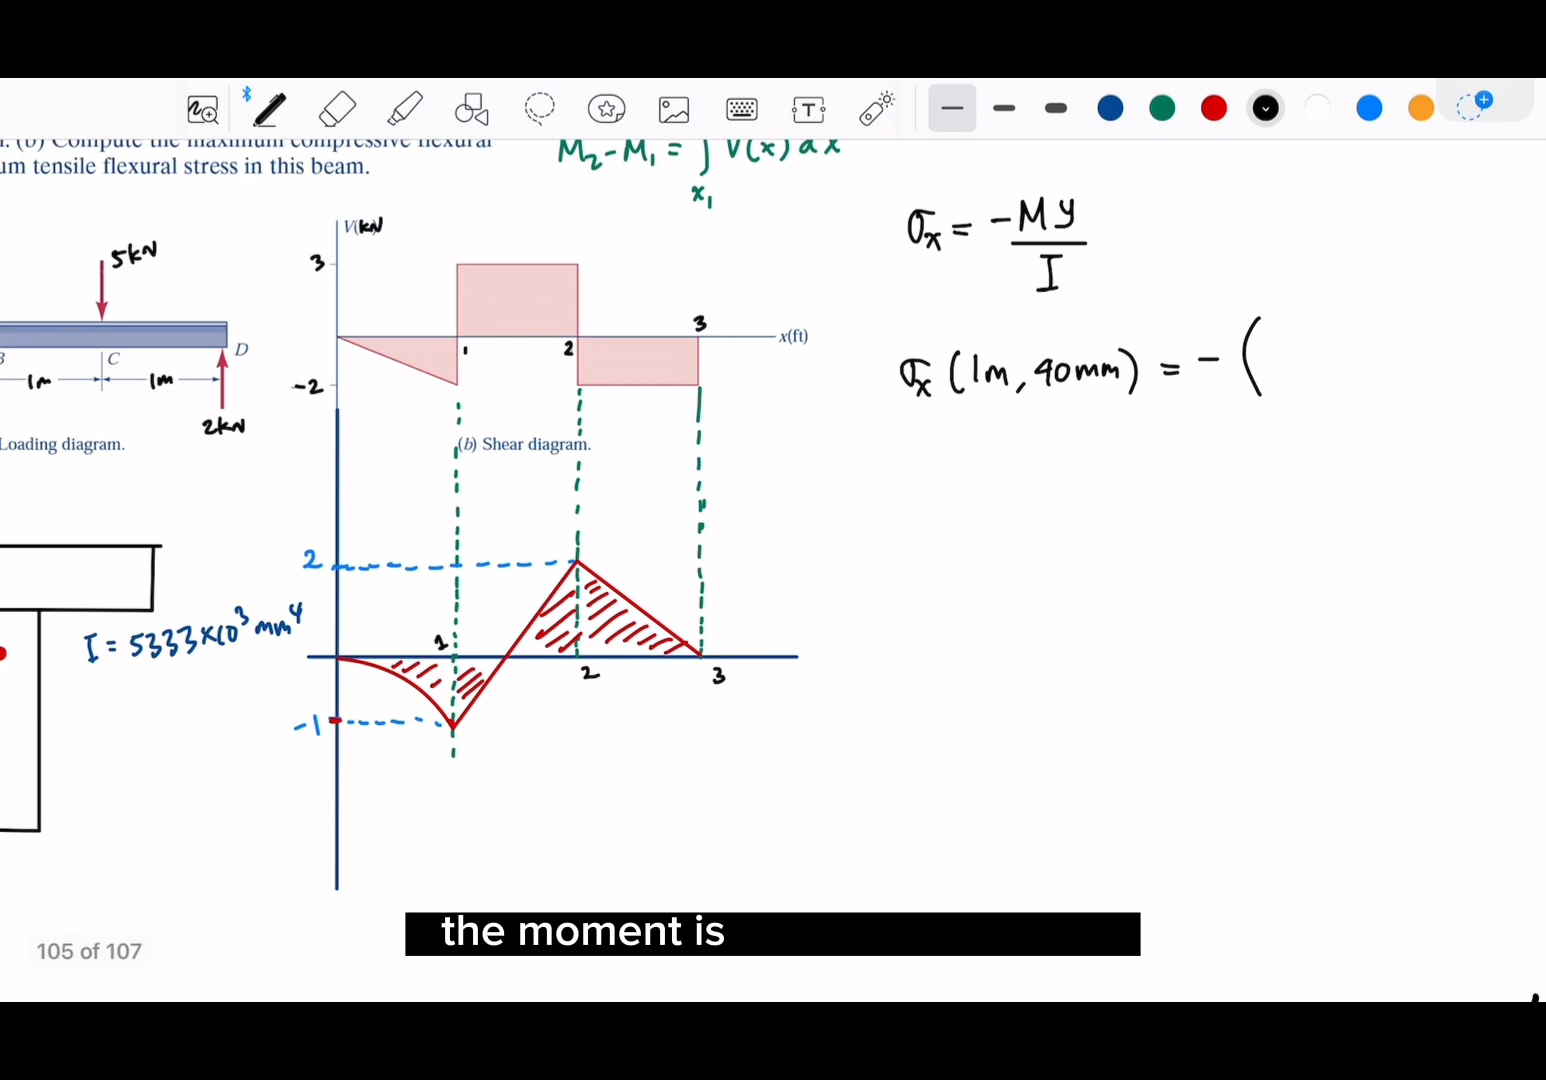 . (b) Compute the maximum compressive flexural
um tensile flexural stress in this beam.
M₂-M₁ = ∫ V(x) dx
x₁
σx = -My
I
V(kN)
3
5kN
3
x(ft)
1
2
D
B
C
1m
1m
-2
σx (1m, 40mm) = - (
2kN
Loading diagram.
(b) Shear diagram.
2
I = 5333x10³ mm⁴
1
2
3
-1
the moment is
105 of 107